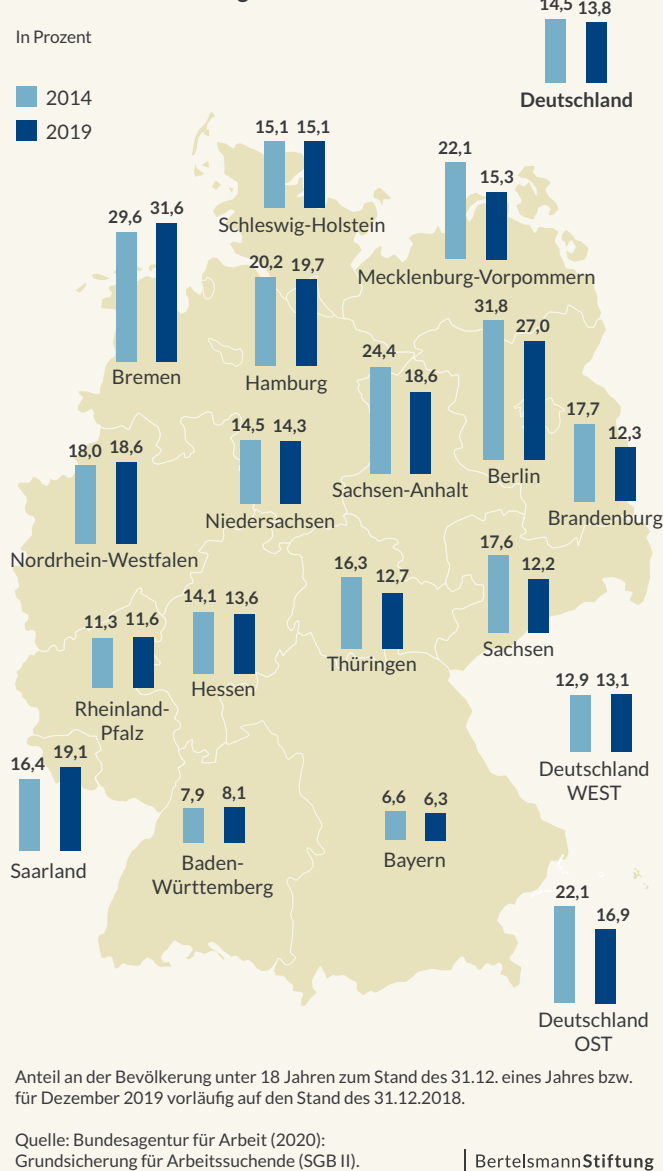 14,5 13,8
Deutschland
In Prozent
2014
2019
15,1 15,1
Schleswig-Holstein
22,1 15,3
Mecklenburg-Vorpommern
29,6 31,6
Bremen
20,2 19,7
Hamburg
31,8 27,0
Berlin
24,4 18,6
Sachsen-Anhalt
17,7 12,3
Brandenburg
14,5 14,3
Niedersachsen
18,0 18,6
Nordrhein-Westfalen
17,6 12,2
Sachsen
16,3 12,7
Thüringen
14,1 13,6
Hessen
11,3 11,6
Rheinland-
Pfalz
12,9 13,1
Deutschland
WEST
16,4 19,1
Saarland
7,9 8,1
Baden-
Württemberg
6,6 6,3
Bayern
22,1 16,9
Deutschland
OST
Anteil an der Bevölkerung unter 18 Jahren zum Stand des 31.12. eines Jahres bzw.
für Dezember 2019 vorläufig auf den Stand des 31.12.2018.
Quelle: Bundesagentur für Arbeit (2020):
Grundsicherung für Arbeitssuchende (SGB II).
BertelsmannStiftung